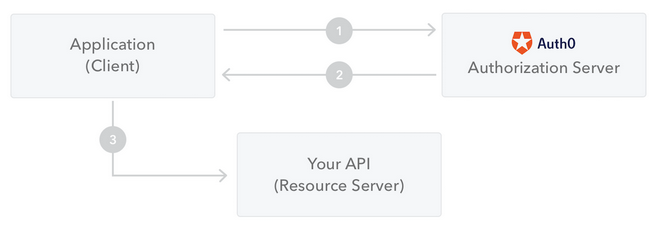 Application
(Client)
1
Auth0
Authorization Server
2
3
Your API
(Resource Server)